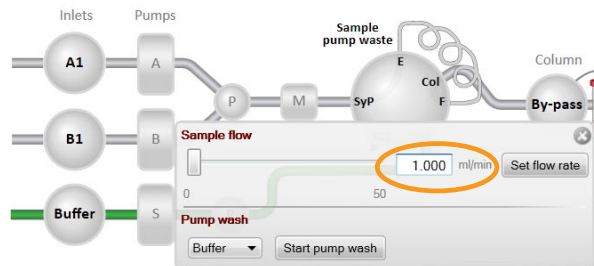 Inlets Pumps
Sample
pump waste
E
Column
A1 A
Col
P M SyP F By-pass
B1 B
Sample flow
1.000 ml/min Set flow rate
0 50
Buffer S
Pump wash
Buffer Start pump wash